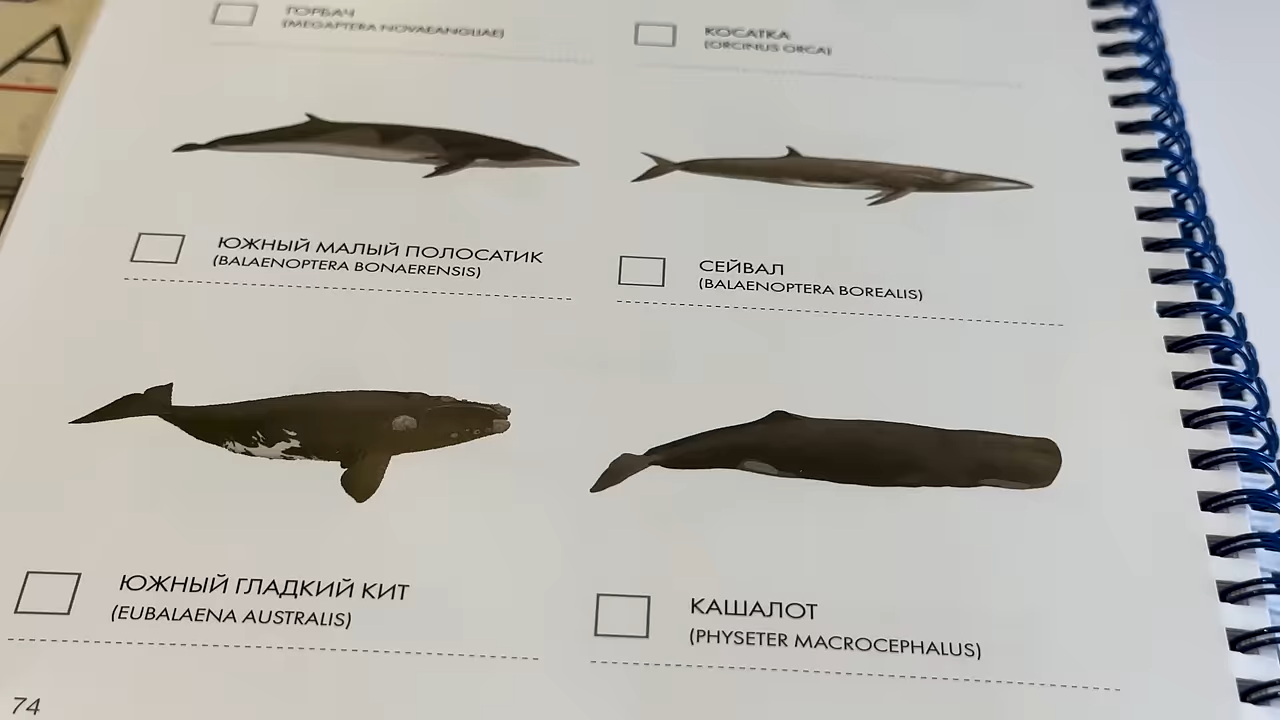 ГОРБАЧ
(MEGAPTERA NOVAEANGLIAE)
КОСАТКА
(ORCINUS ORCA)
ЮЖНЫЙ МАЛЫЙ ПОЛОСАТИК
(BALAENOPTERA BONAERENSIS)
СЕЙВАЛ
(BALAENOPTERA BOREALIS)
ЮЖНЫЙ ГЛАДКИЙ КИТ
(EUBALAENA AUSTRALIS)
КАШАЛОТ
(PHYSETER MACROCEPHALUS)
74